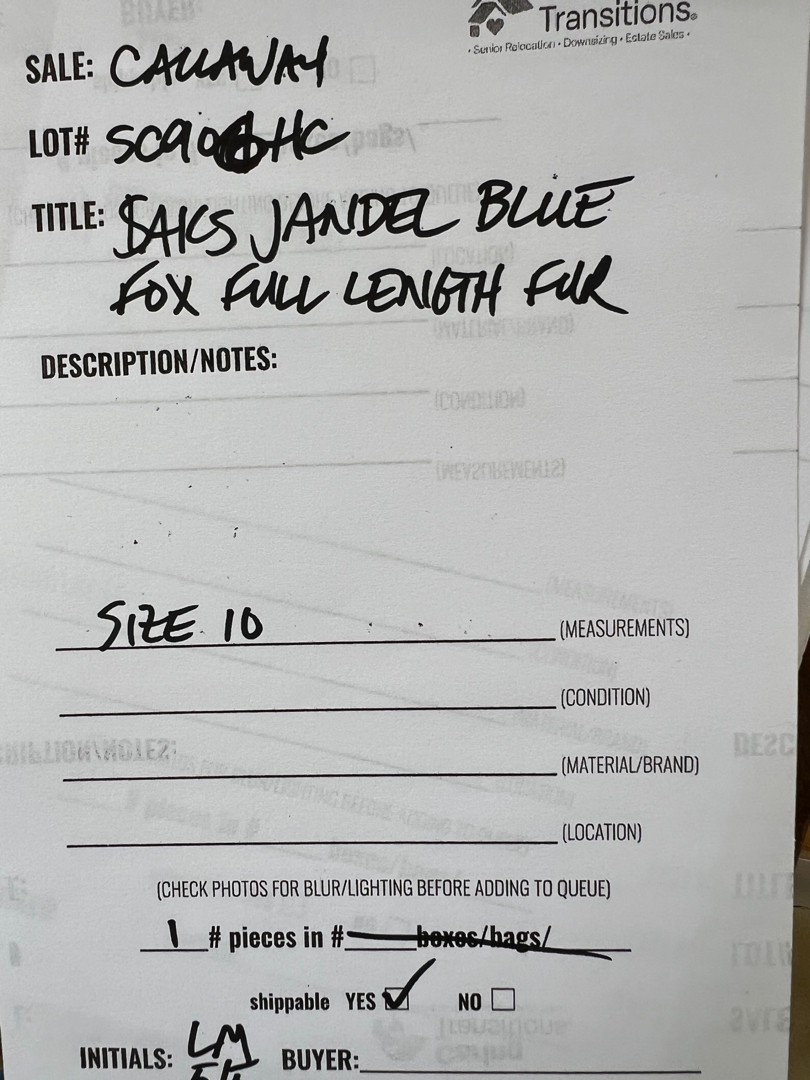 Transitions
• Senior Relocation • Downsizing • Estate Sales •
SALE: CALLAWAY
LOT# SC906HC
TITLE: SAKS JANDEL BLUE
FOX FULL LENGTH FUR
DESCRIPTION/NOTES:
SIZE 10 (MEASUREMENTS)
(CONDITION)
(MATERIAL/BRAND)
(LOCATION)
(CHECK PHOTOS FOR BLUR/LIGHTING BEFORE ADDING TO QUEUE)
1 # pieces in # boxes/bags/
shippable YES NO
INITIALS: LM BUYER: